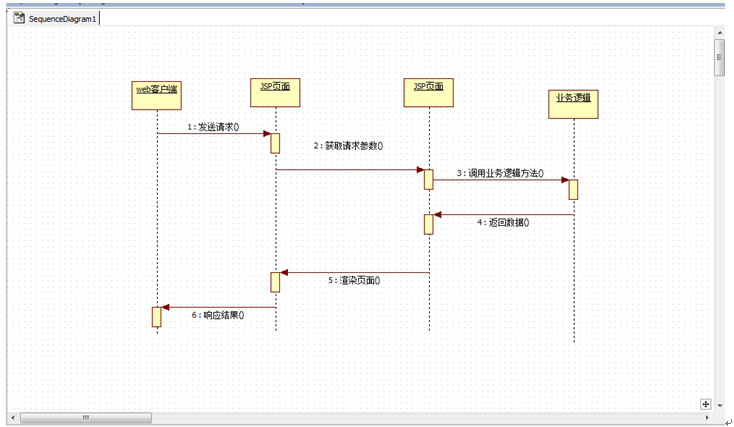 SequenceDiagram1
web客户端
JSP页面
JSP页面
业务逻辑
1 : 发送请求()
2 : 获取请求参数()
3 : 调用业务逻辑方法()
4 : 返回数据()
5 : 渲染页面()
6 : 响应结果()